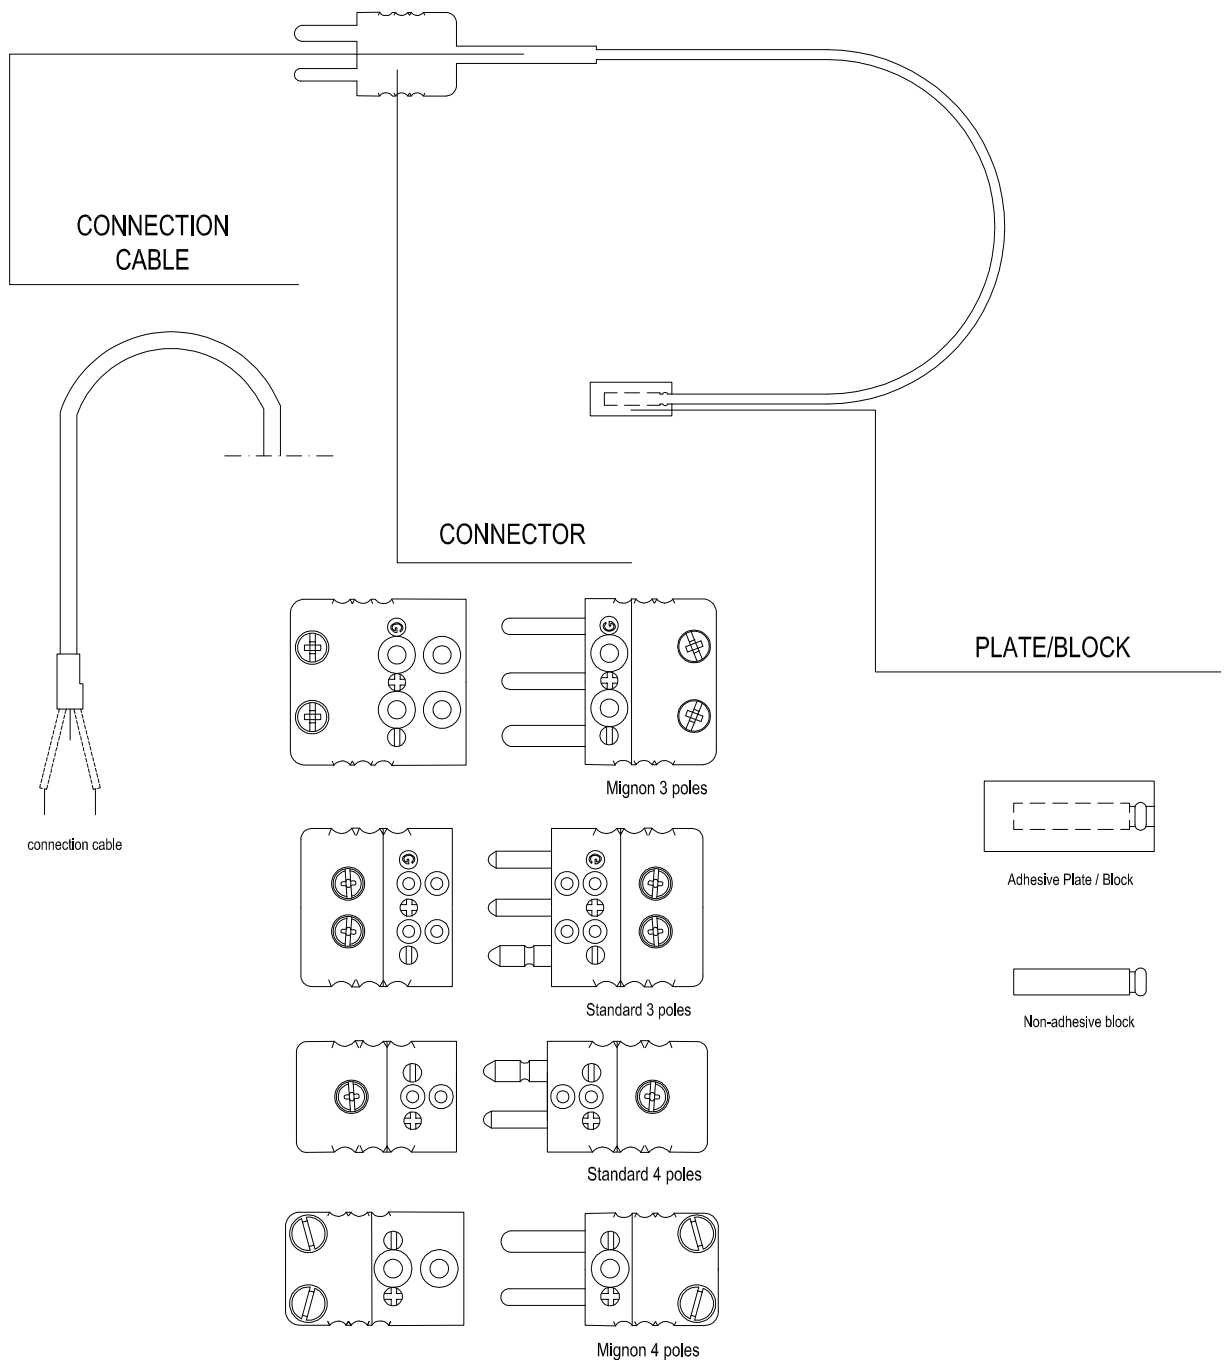 CONNECTION
CABLE
CONNECTOR
PLATE/BLOCK
connection cable
G
G
Mignon 3 poles
G
G
Standard 3 poles
Standard 4 poles
Mignon 4 poles
Adhesive Plate / Block
Non-adhesive block